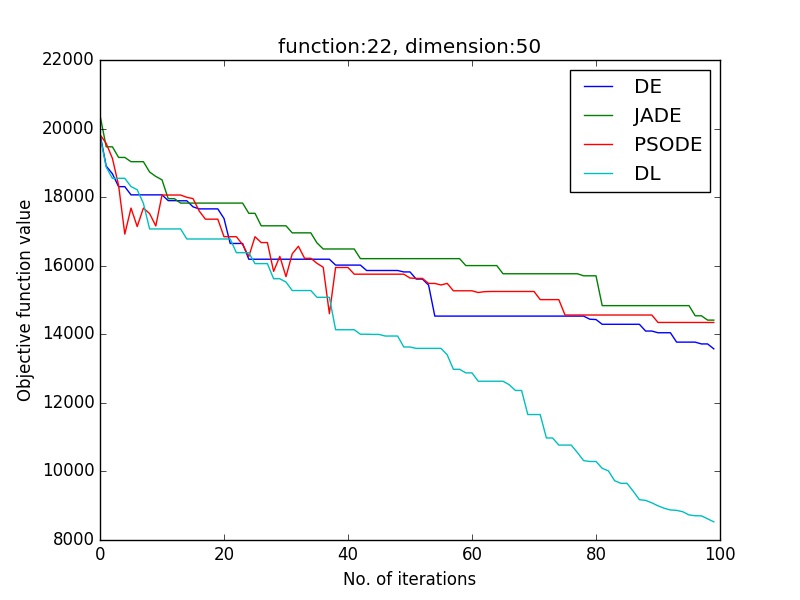 function:22, dimension:50
22000
20000
18000
16000
14000
12000
10000
8000
Objective function value
DE
JADE
PSODE
DL
0 20 40 60 80 100
No. of iterations